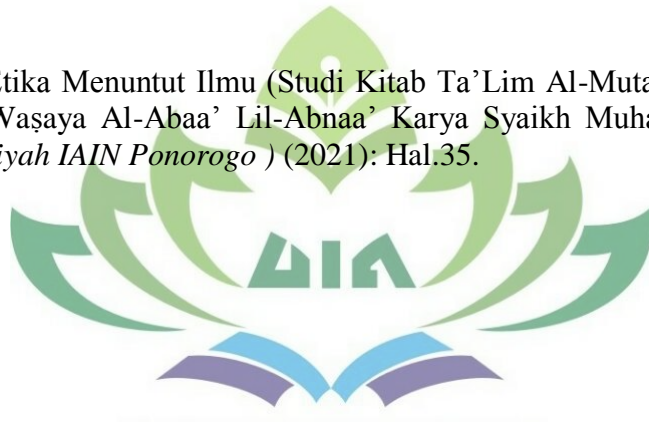 Etika Menuntut Ilmu (Studi Kitab Ta’Lim Al-Muta
Waṣaya Al-Abaa’ Lil-Abnaa’ Karya Syaikh Muha
iyah IAIN Ponorogo ) (2021): Hal.35.
UIN